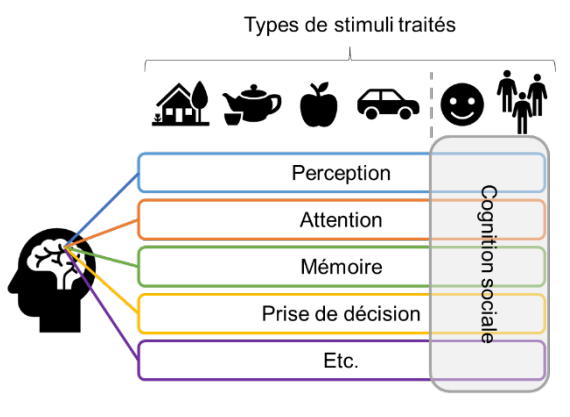 Types de stimuli traités
Perception
Attention
Mémoire
Prise de décision
Etc.
Cognition sociale